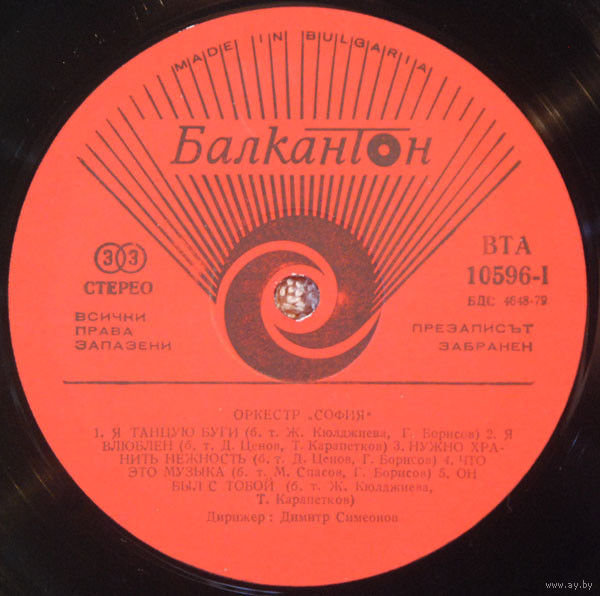 MADE IN BULGARIA
Балкантон
33
СТЕРЕО
ВСИЧКИ
ПРАВА
ЗАПАЗЕНИ
ВТА
10596-I
БДС 4648-79
ПРЕЗАПИСЪТ
ЗАБРАНЕН
ОРКЕСТР „СОФИЯ“
1. Я ТАНЦУЮ БУГИ (б. т. Ж. Кюлджиева, Г. Борисов) 2. Я
ВЛЮБЛЕН (б. т. Д. Ценов, Т. Карапетков) 3. НУЖНО ХРА-
НИТЬ НЕЖНОСТЬ (б. т. Д. Ценов, Г. Борисов) 4. ЧТО
ЭТО МУЗЫКА (б. т. М. Спасов, Г. Борисов) 5. ОН
БЫЛ С ТОБОЙ (б. т. Ж. Кюлджиева,
Т. Карапетков)
Дирижер: Димитр Симеонов
www.ay.by